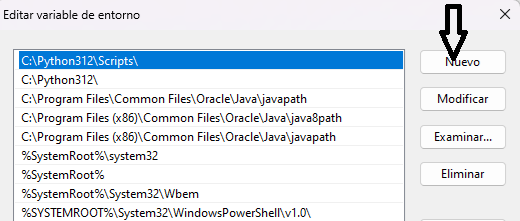 Editar variable de entorno
C:\Python312\Scripts\
C:\Python312\
C:\Program Files\Common Files\Oracle\Java\javapath
C:\Program Files (x86)\Common Files\Oracle\Java\java8path
C:\Program Files (x86)\Common Files\Oracle\Java\javapath
%SystemRoot%\system32
%SystemRoot%
%SystemRoot%\System32\Wbem
%SYSTEMROOT%\System32\WindowsPowerShell\v1.0\
Nuevo
Modificar
Examinar...
Eliminar